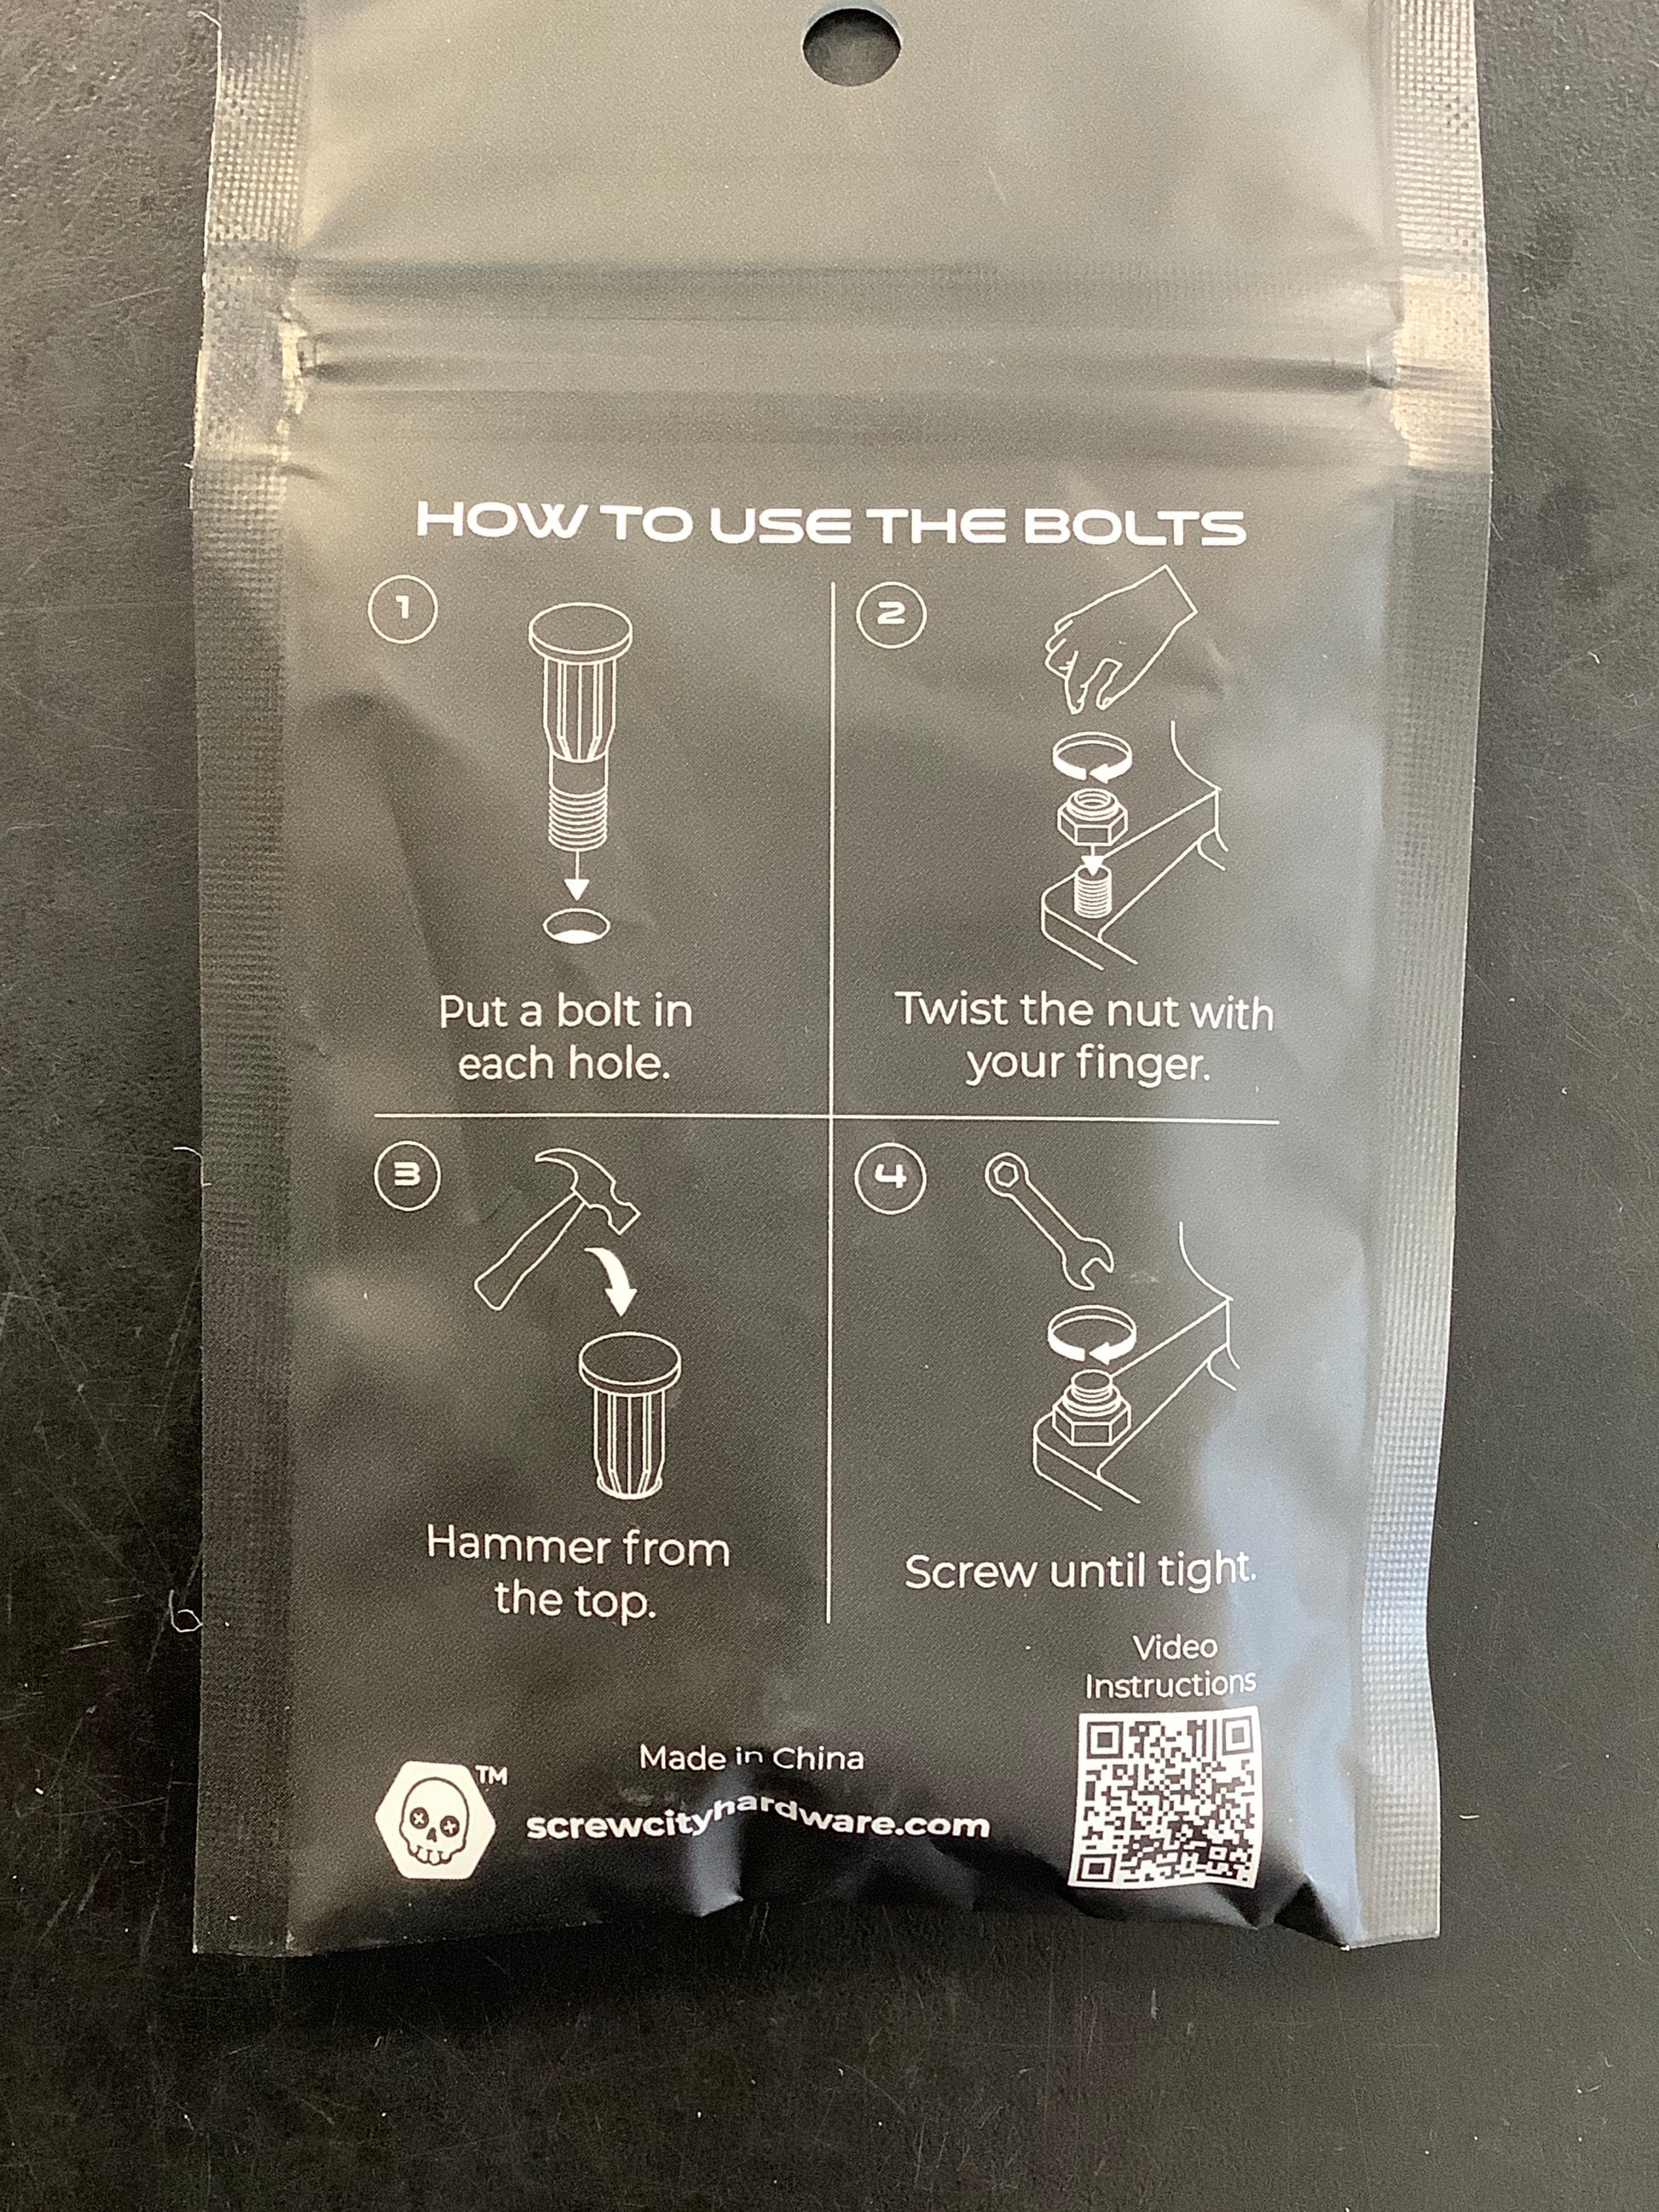 HOW TO USE THE BOLTS
1
Put a bolt in
each hole.
2
Twist the nut with
your finger.
3
Hammer from
the top.
4
Screw until tight.
Video
Instructions
Made in China
TM
screwcityhardware.com